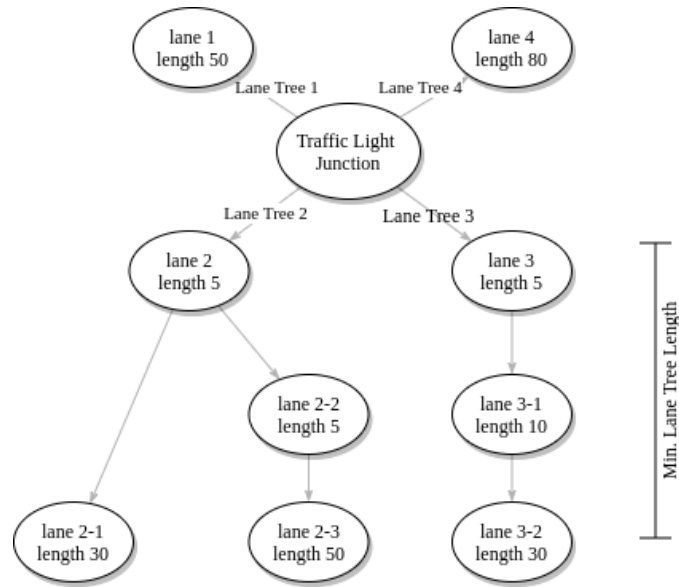 lane 1
length 50
lane 4
length 80
Lane Tree 1
Lane Tree 4
Traffic Light
Junction
Lane Tree 2
Lane Tree 3
lane 2
length 5
lane 3
length 5
Min. Lane Tree Length
lane 2-2
length 5
lane 3-1
length 10
lane 2-1
length 30
lane 2-3
length 50
lane 3-2
length 30